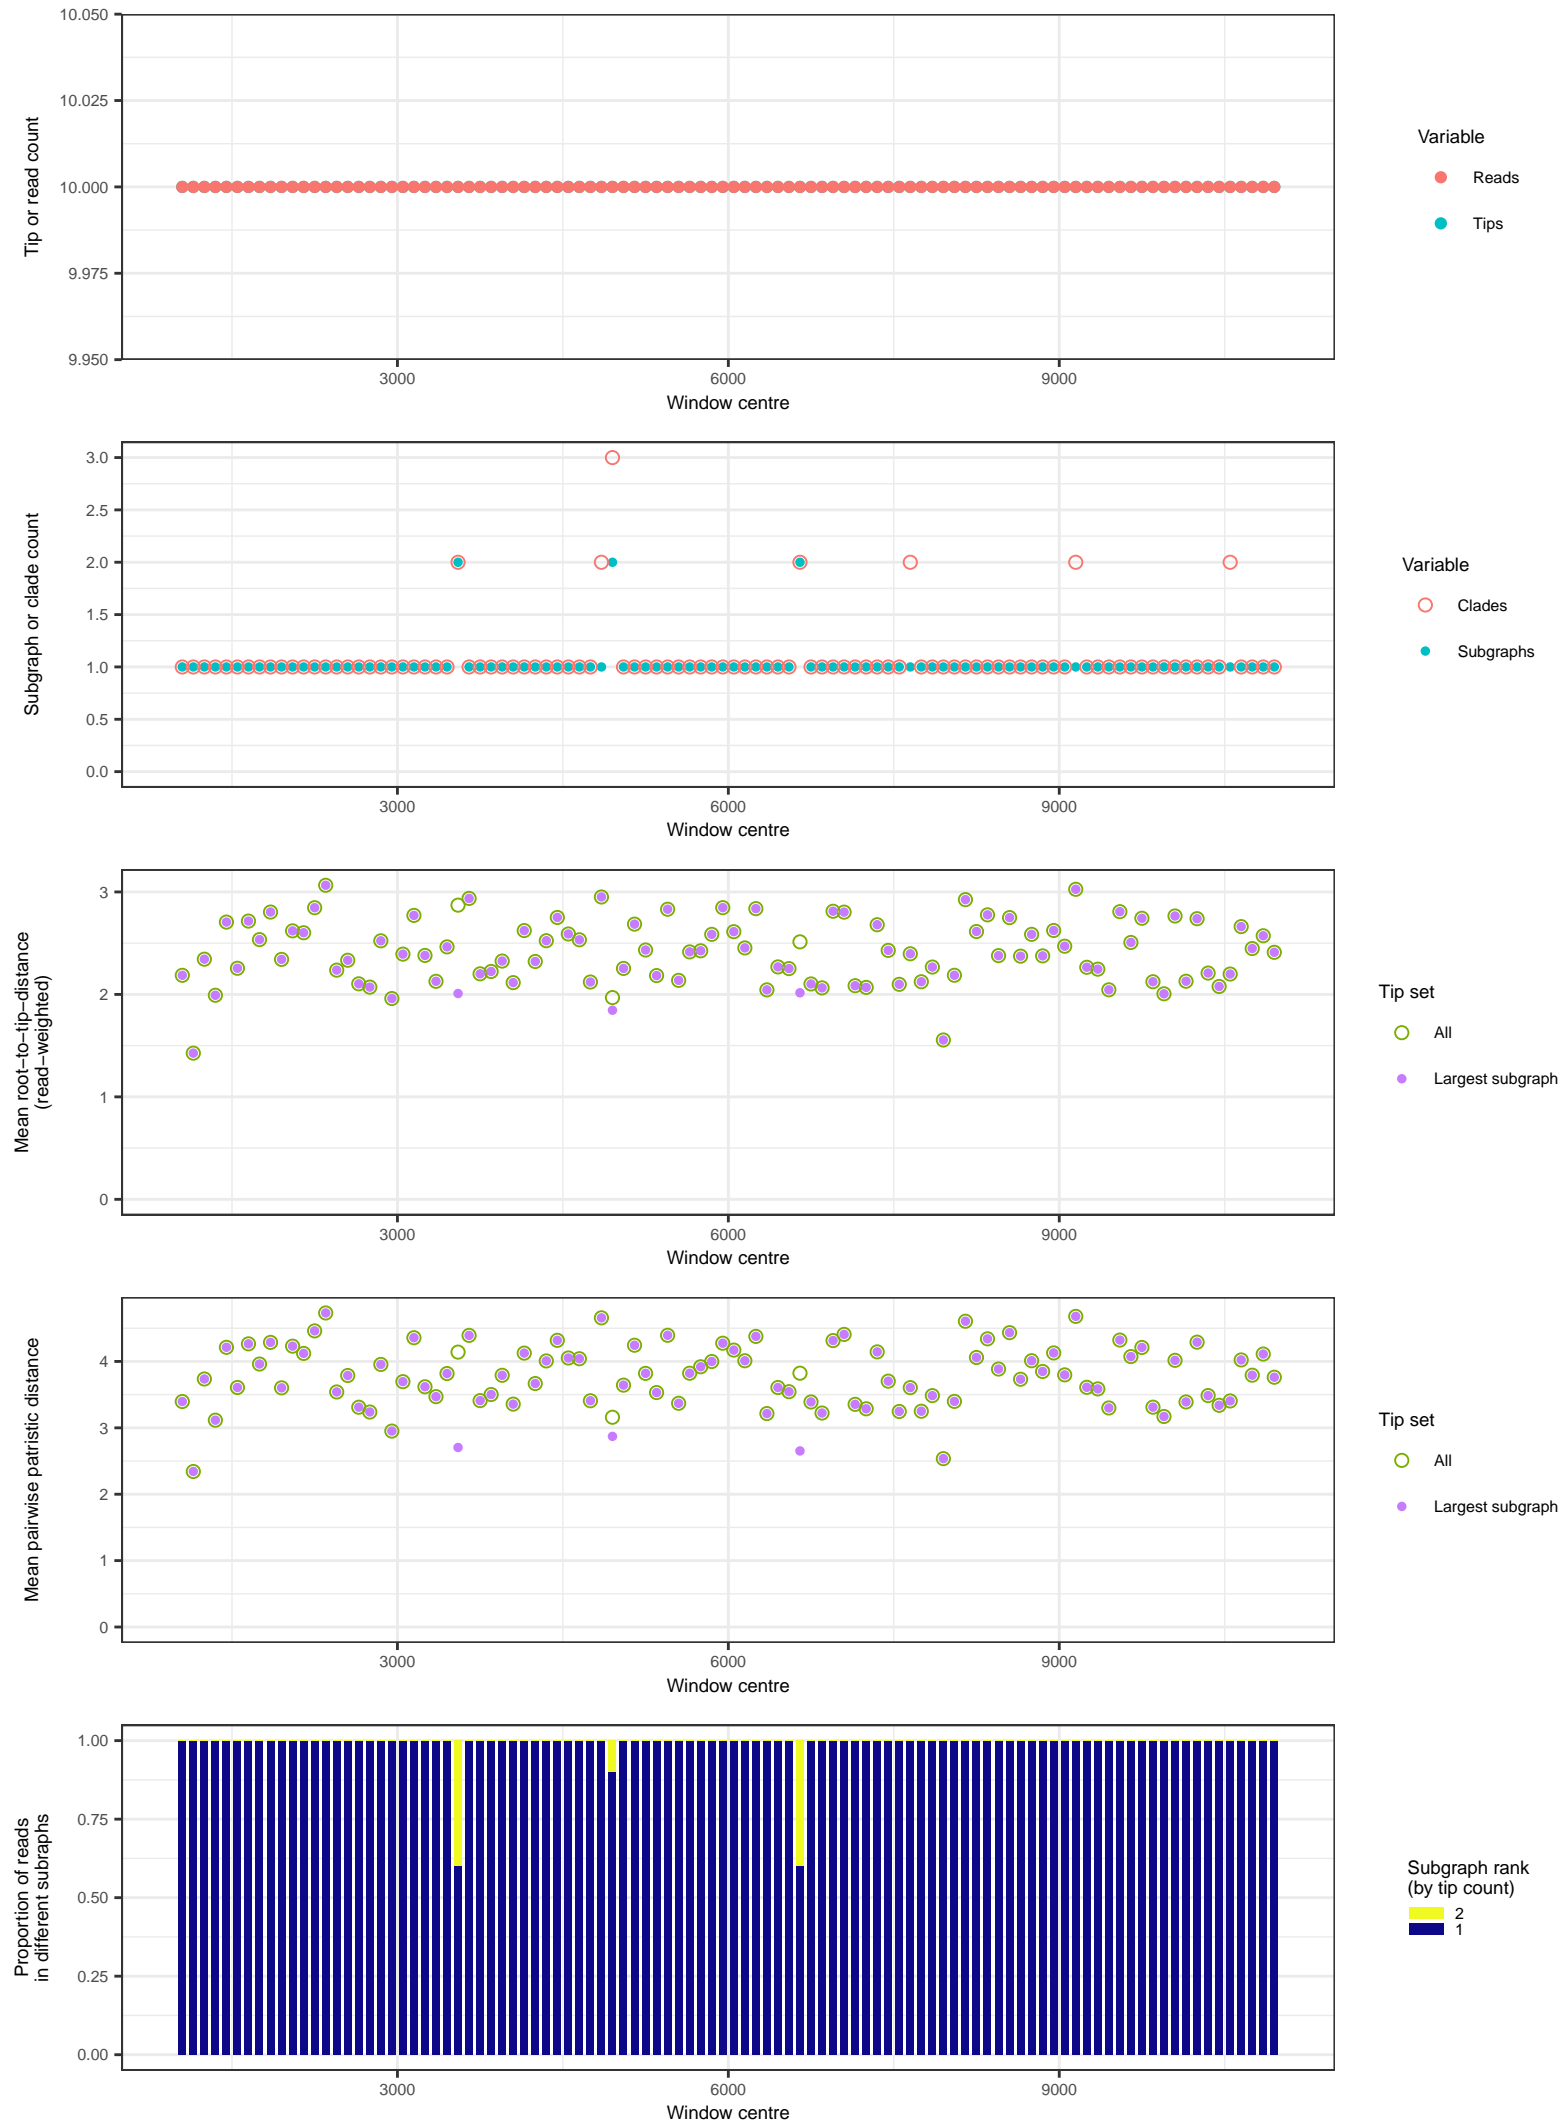 10.050
10.025
10.000
9.975
9.950
Tip or read count
3000
6000
9000
Window centre
Variable
Reads
Tips
3.0
2.5
2.0
1.5
1.0
0.5
0.0
Subgraph or clade count
3000
6000
9000
Window centre
Variable
Clades
Subgraphs
3
2
1
0
Mean root−to−tip−distance
(read−weighted)
3000
6000
9000
Window centre
Tip set
All
Largest subgraph
4
3
2
1
0
Mean pairwise patristic distance
3000
6000
9000
Window centre
Tip set
All
Largest subgraph
1.00
0.75
0.50
0.25
0.00
Proportion of reads
in different subraphs
3000
6000
9000
Window centre
Subgraph rank
(by tip count)
2
1